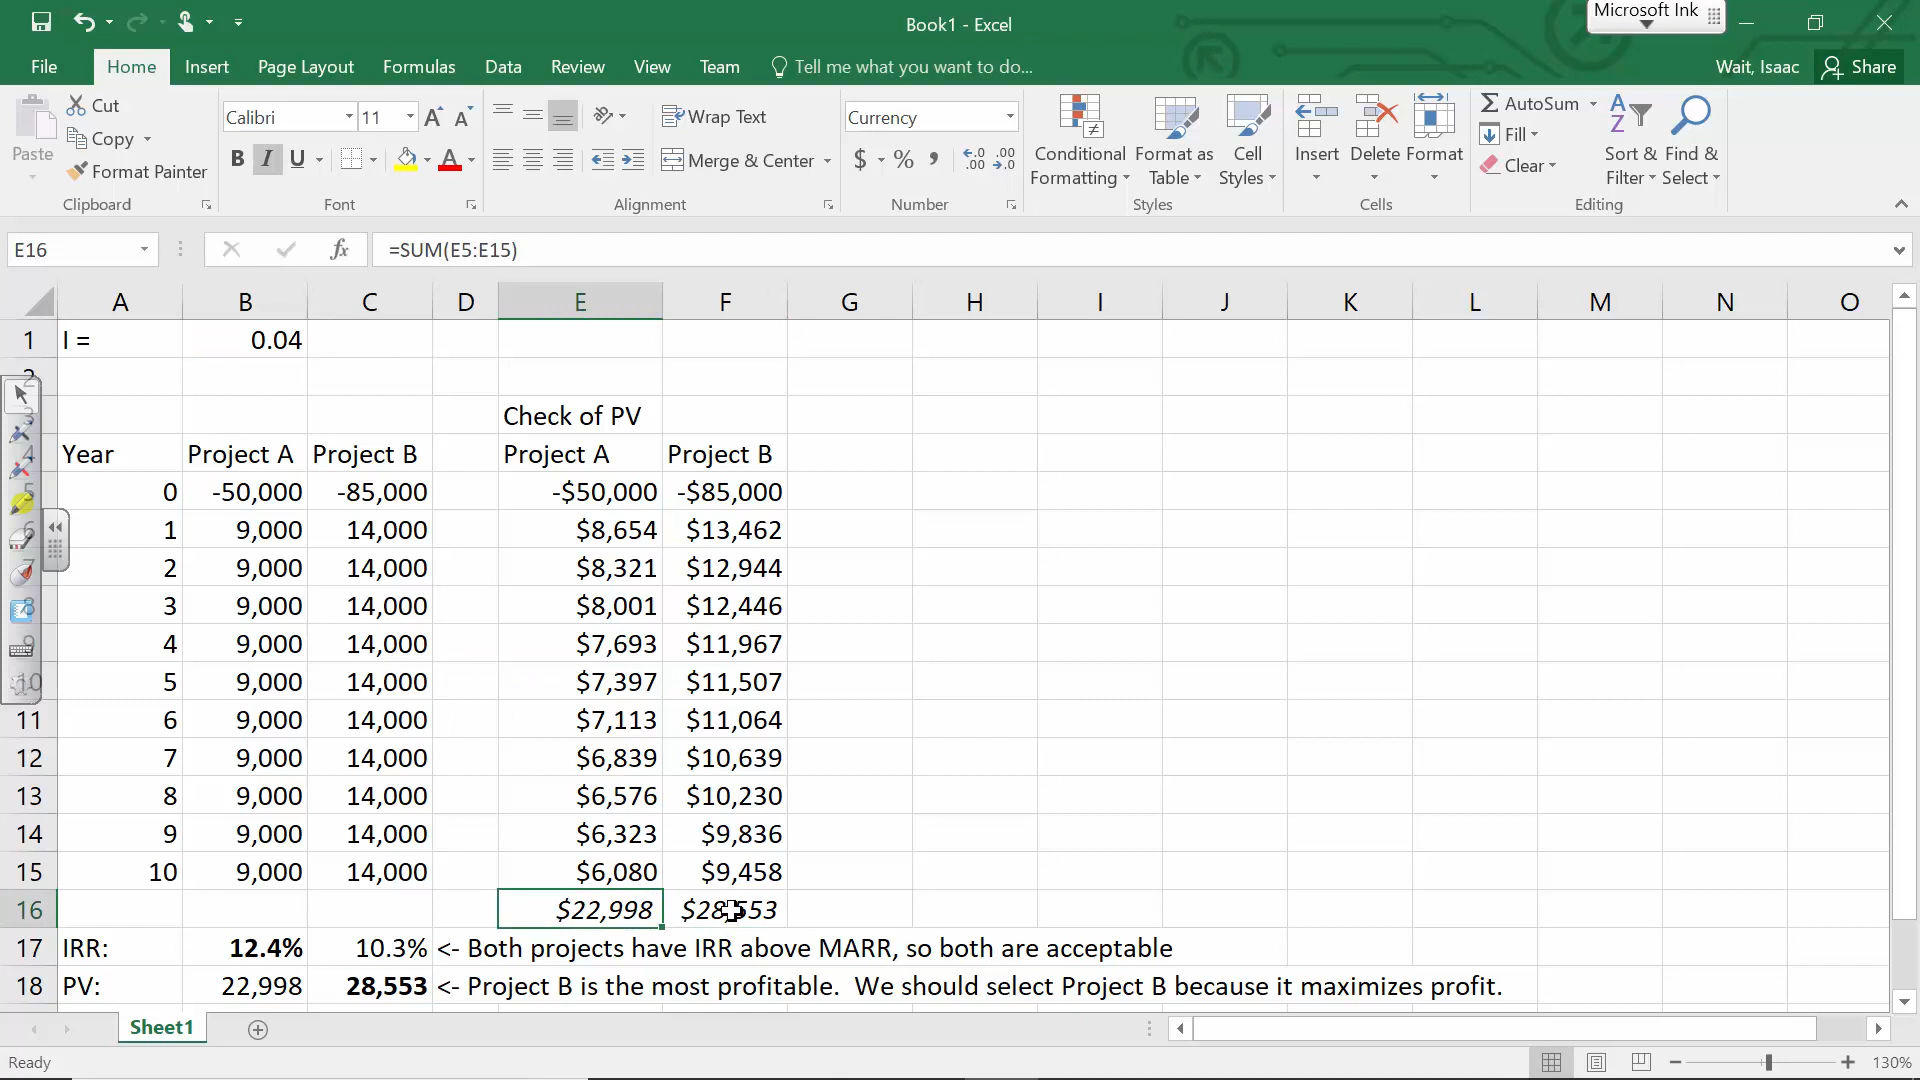 Book1 - Excel
Microsoft Ink
File Home Insert Page Layout Formulas Data Review View Team Tell me what you want to do... Wait, Isaac Share
Paste Cut Copy Format Painter Clipboard
Calibri 11 A A B I U A Font
Wrap Text Merge & Center Alignment
Currency $ % , .00 .00 Number
Conditional Formatting Format as Table Cell Styles Styles
Insert Delete Format Cells
AutoSum Fill Clear Sort & Filter Find & Select Editing
E16 fx =SUM(E5:E15)
A B C D E F G H I J K L M N O
1 I = 0.04
2
3 Check of PV
4 Year Project A Project B Project A Project B
5 0 -50,000 -85,000 -$50,000 -$85,000
6 1 9,000 14,000 $8,654 $13,462
7 2 9,000 14,000 $8,321 $12,944
8 3 9,000 14,000 $8,001 $12,446
9 4 9,000 14,000 $7,693 $11,967
10 5 9,000 14,000 $7,397 $11,507
11 6 9,000 14,000 $7,113 $11,064
12 7 9,000 14,000 $6,839 $10,639
13 8 9,000 14,000 $6,576 $10,230
14 9 9,000 14,000 $6,323 $9,836
15 10 9,000 14,000 $6,080 $9,458
16 $22,998 $28,553
17 IRR: 12.4% 10.3% <- Both projects have IRR above MARR, so both are acceptable
18 PV: 22,998 28,553 <- Project B is the most profitable. We should select Project B because it maximizes profit.
Sheet1
Ready 130%